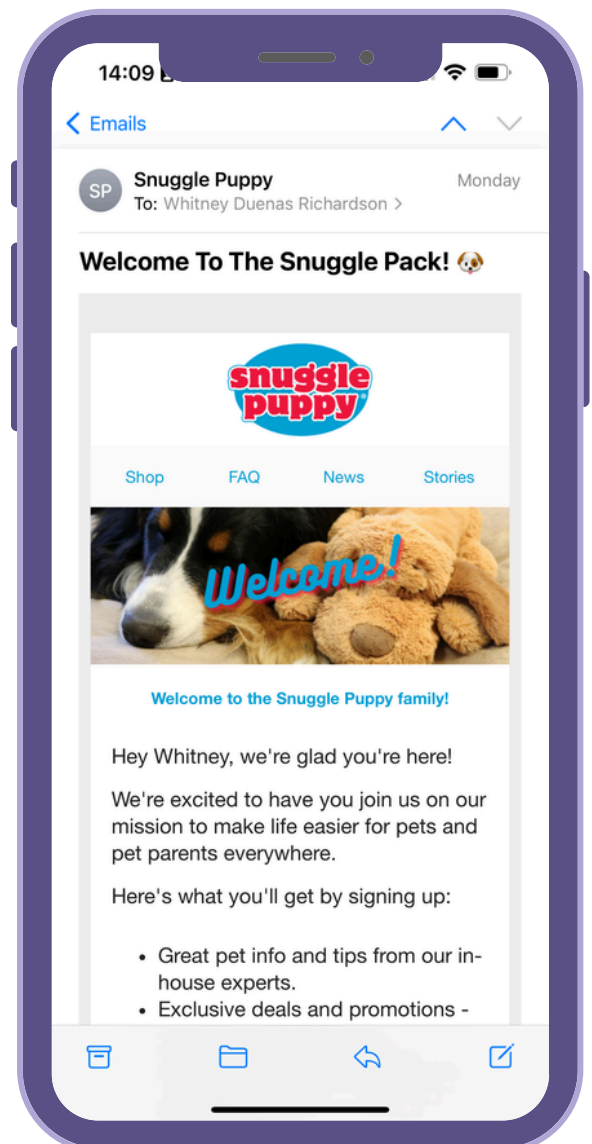 14:09
Emails
SP
Snuggle Puppy
Monday
To: Whitney Duenas Richardson >
Welcome To The Snuggle Pack! 🐶
snuggle
puppy®
Shop FAQ News Stories
Welcome!
Welcome to the Snuggle Puppy family!
Hey Whitney, we're glad you're here!
We're excited to have you join us on our
mission to make life easier for pets and
pet parents everywhere.
Here's what you'll get by signing up:
• Great pet info and tips from our in-
house experts.
• Exclusive deals and promotions -